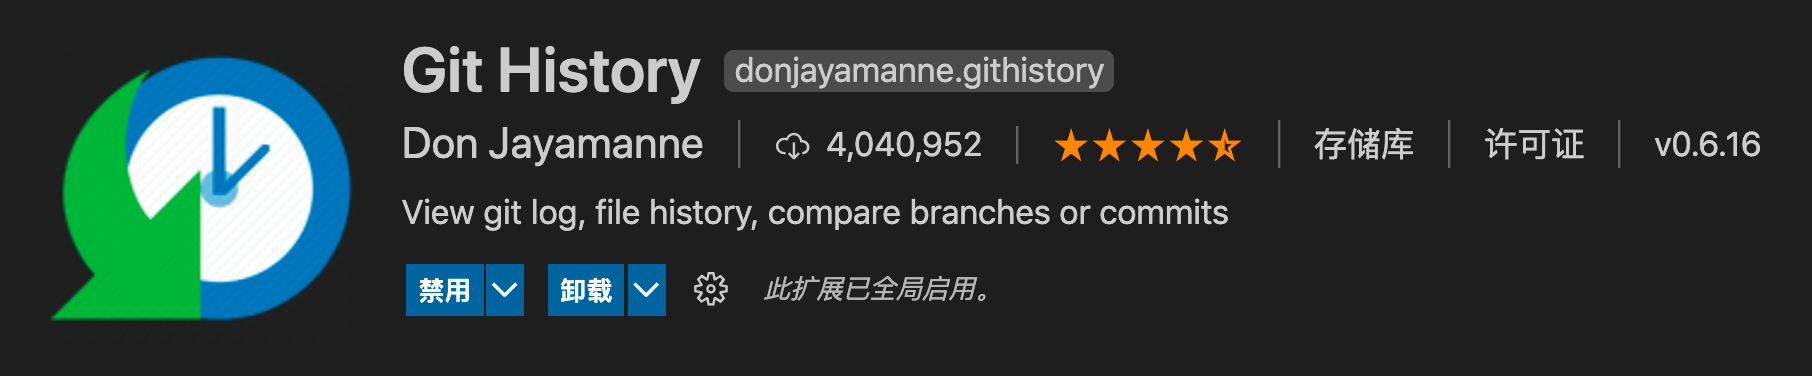 Git History donjayamanne.githistory
Don Jayamanne 4,040,952 存储库 许可证 v0.6.16
View git log, file history, compare branches or commits
禁用 卸载 此扩展已全局启用。